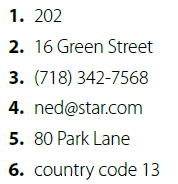 1. 202
2. 16 Green Street
3. (718) 342-7568
4. ned@star.com
5. 80 Park Lane
6. country code 13